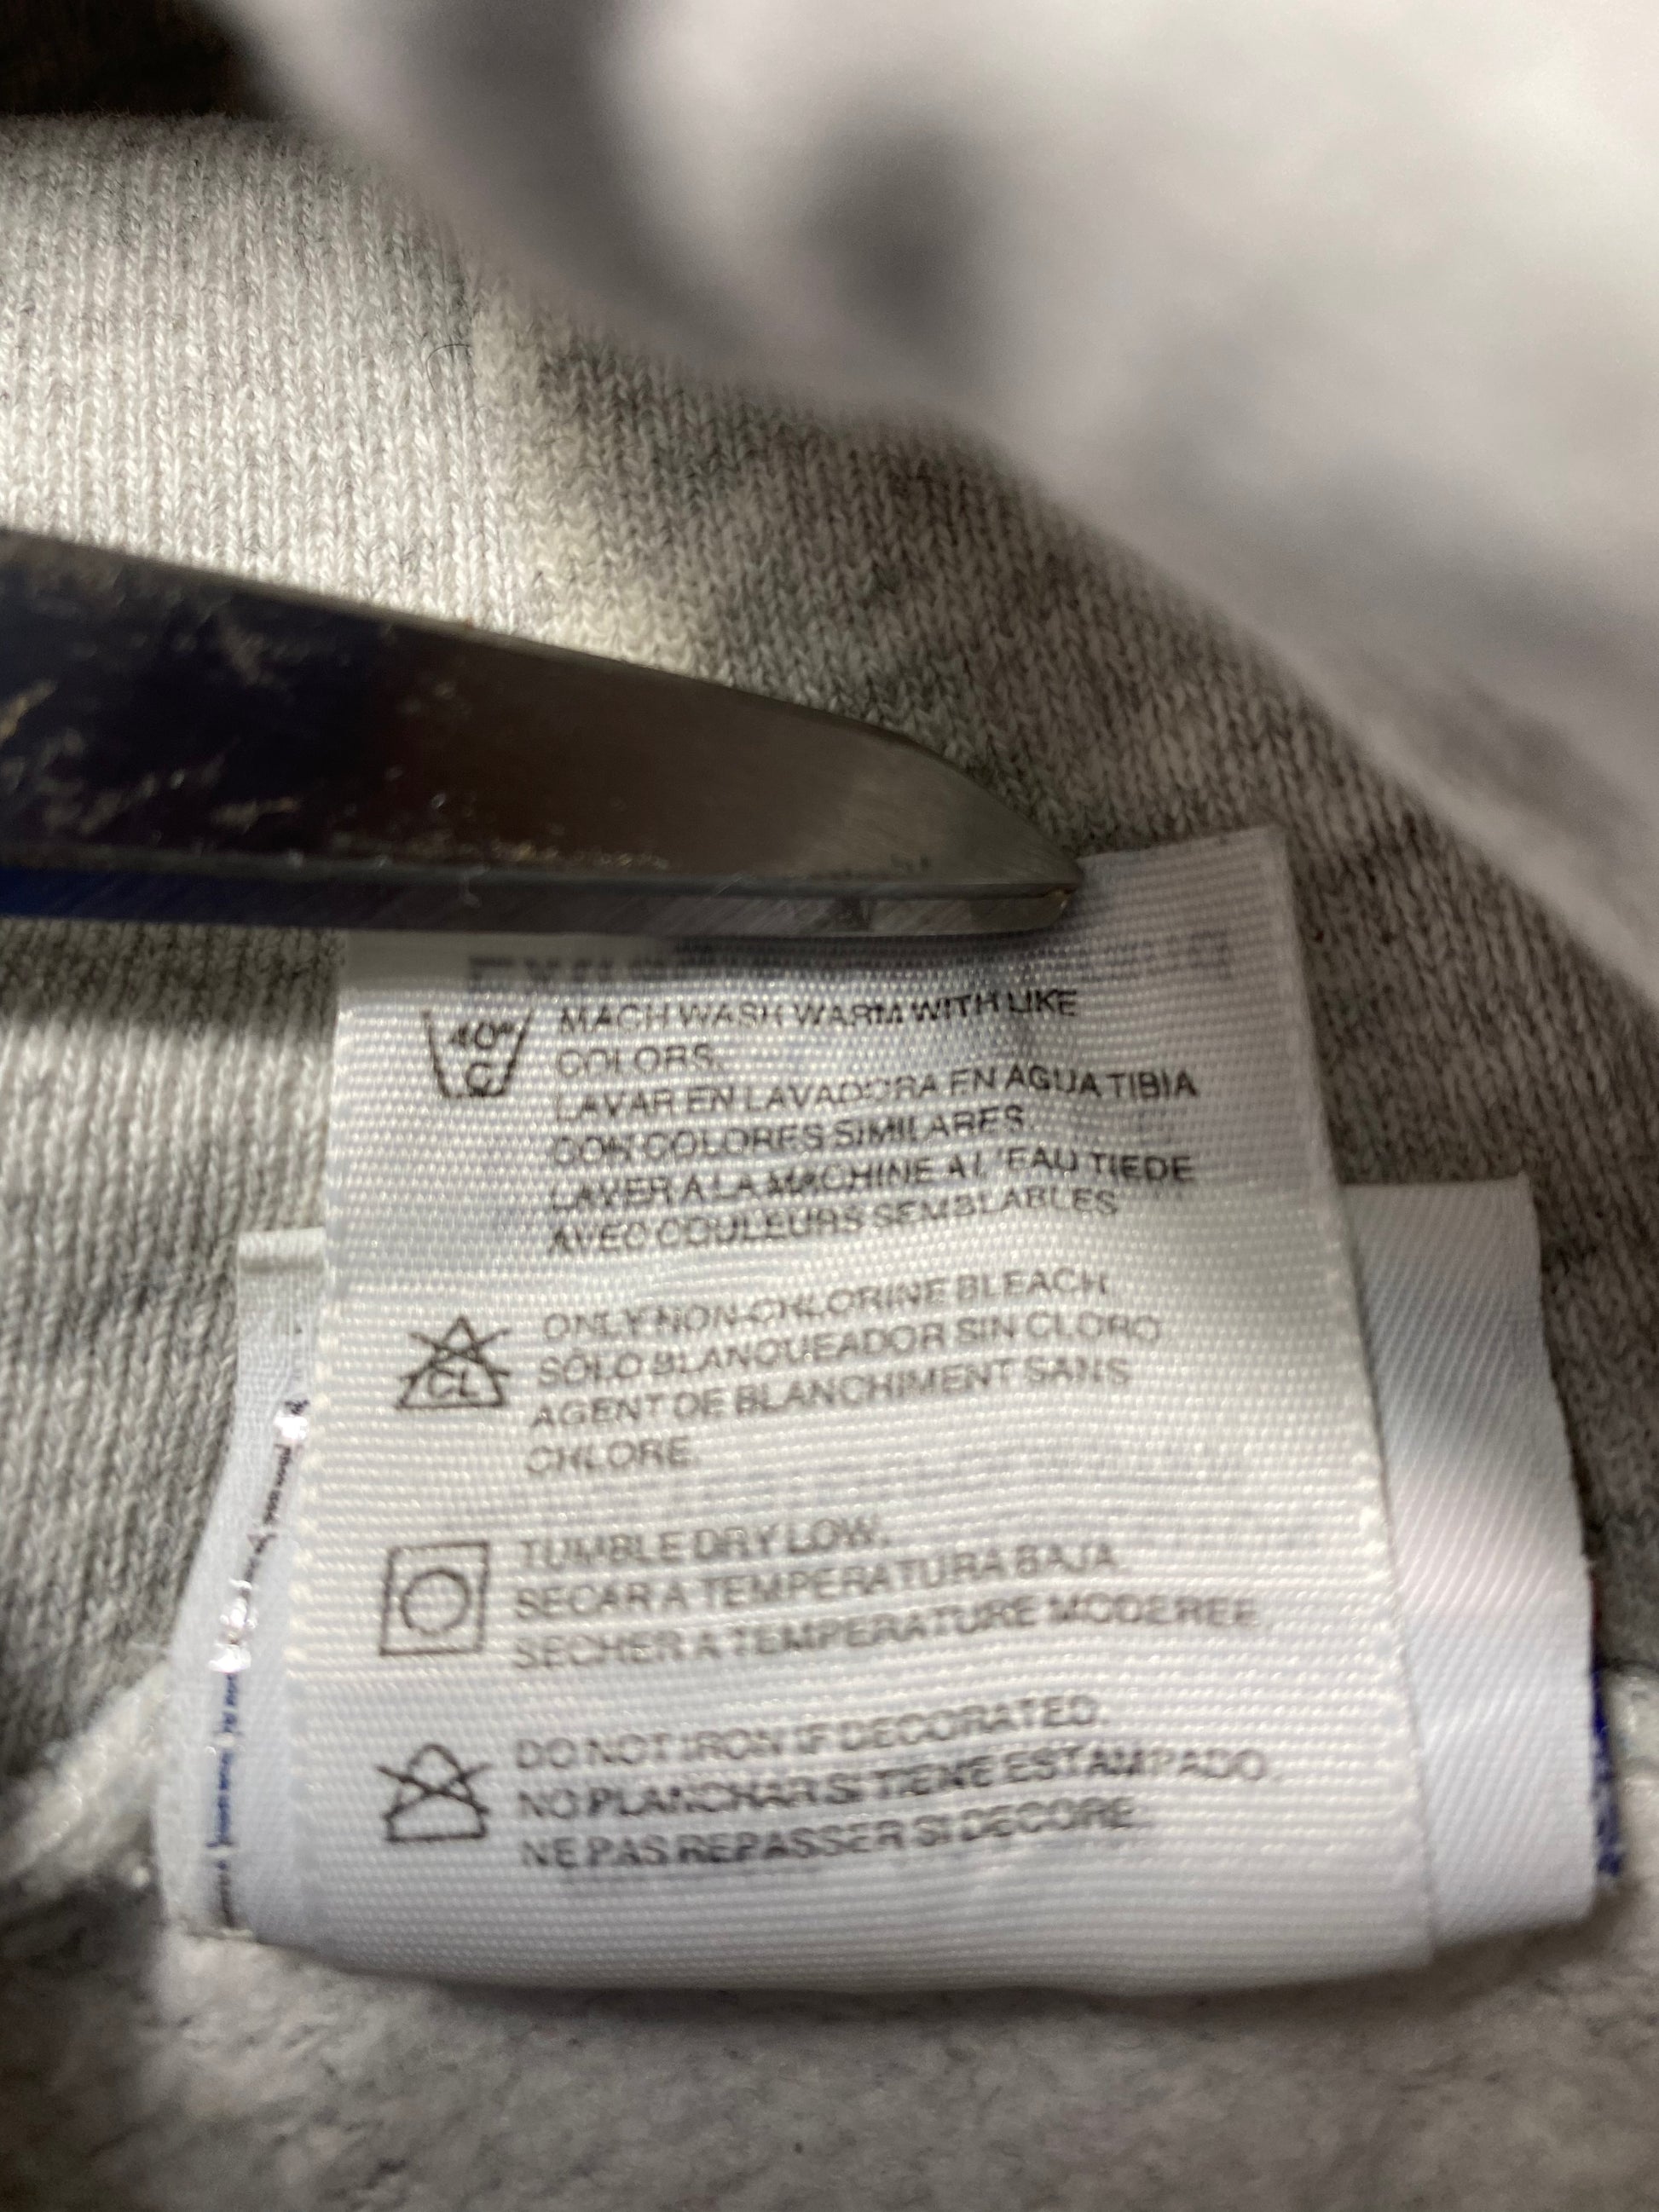 40°
C
MACH WASH WARM WITH LIKE
COLORS.
LAVAR EN LAVADORA EN AGUA TIBIA
CON COLORES SIMILARES.
LAVER A LA MACHINE A L'EAU TIEDE
AVEC COULEURS SEMBLABLES
CL
ONLY NON-CHLORINE BLEACH
SÓLO BLANQUEADOR SIN CLORO
AGENT DE BLANCHIMENT SANS
CHLORE.
TUMBLE DRY LOW.
SECAR A TEMPERATURA BAJA
SECHER A TEMPERATURE MODEREE
DO NOT IRON IF DECORATED.
NO PLANCHAR SI TIENE ESTAMPADO.
NE PAS REPASSER SI DECORE.